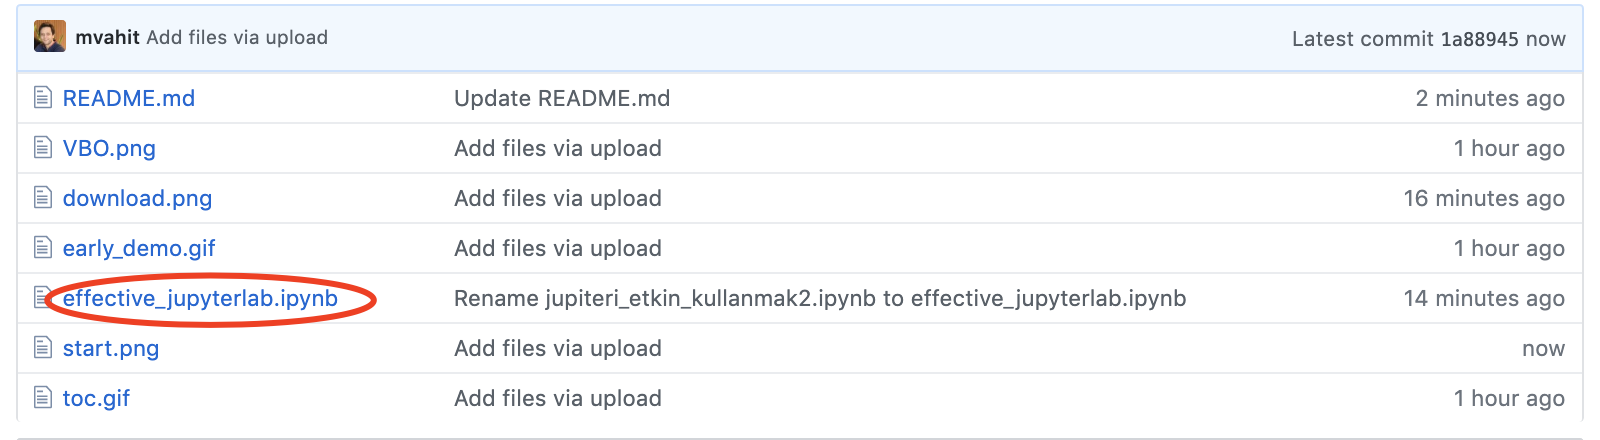 mvahit Add files via upload Latest commit 1a88945 now
README.md Update README.md 2 minutes ago
VBO.png Add files via upload 1 hour ago
download.png Add files via upload 16 minutes ago
early_demo.gif Add files via upload 1 hour ago
effective_jupyterlab.ipynb Rename jupiteri_etkin_kullanmak2.ipynb to effective_jupyterlab.ipynb 14 minutes ago
start.png Add files via upload now
toc.gif Add files via upload 1 hour ago